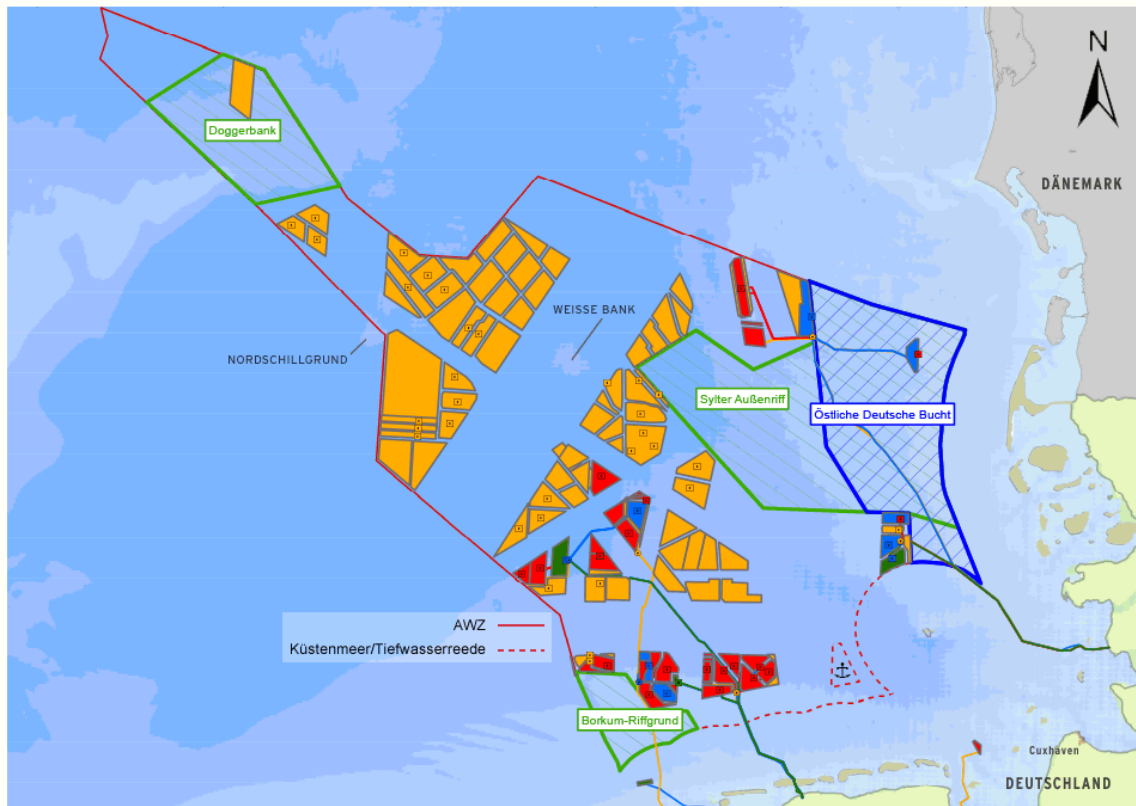 N
Doggerbank
DÄNEMARK
WEISSE BANK
NORDSCHILLGRUND
Sylter Außenriff
Östliche Deutsche Bucht
AWZ
Küstenmeer/Tiefwasserreede
Borkum-Riffgrund
Cuxhaven
DEUTSCHLAND